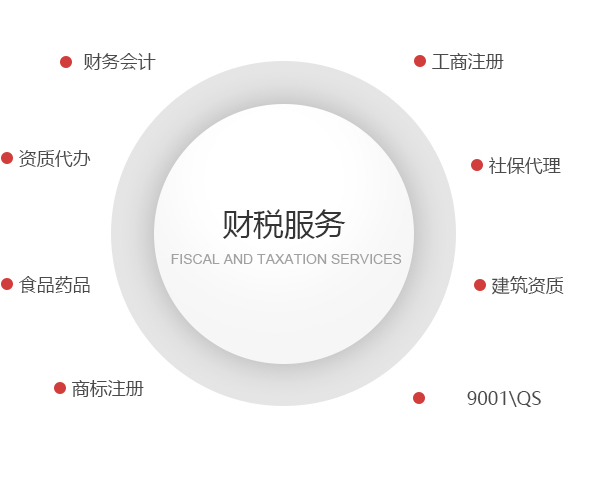 财务会计
工商注册
资质代办
社保代理
财税服务
FISCAL AND TAXATION SERVICES
食品药品
建筑资质
商标注册
9001\QS